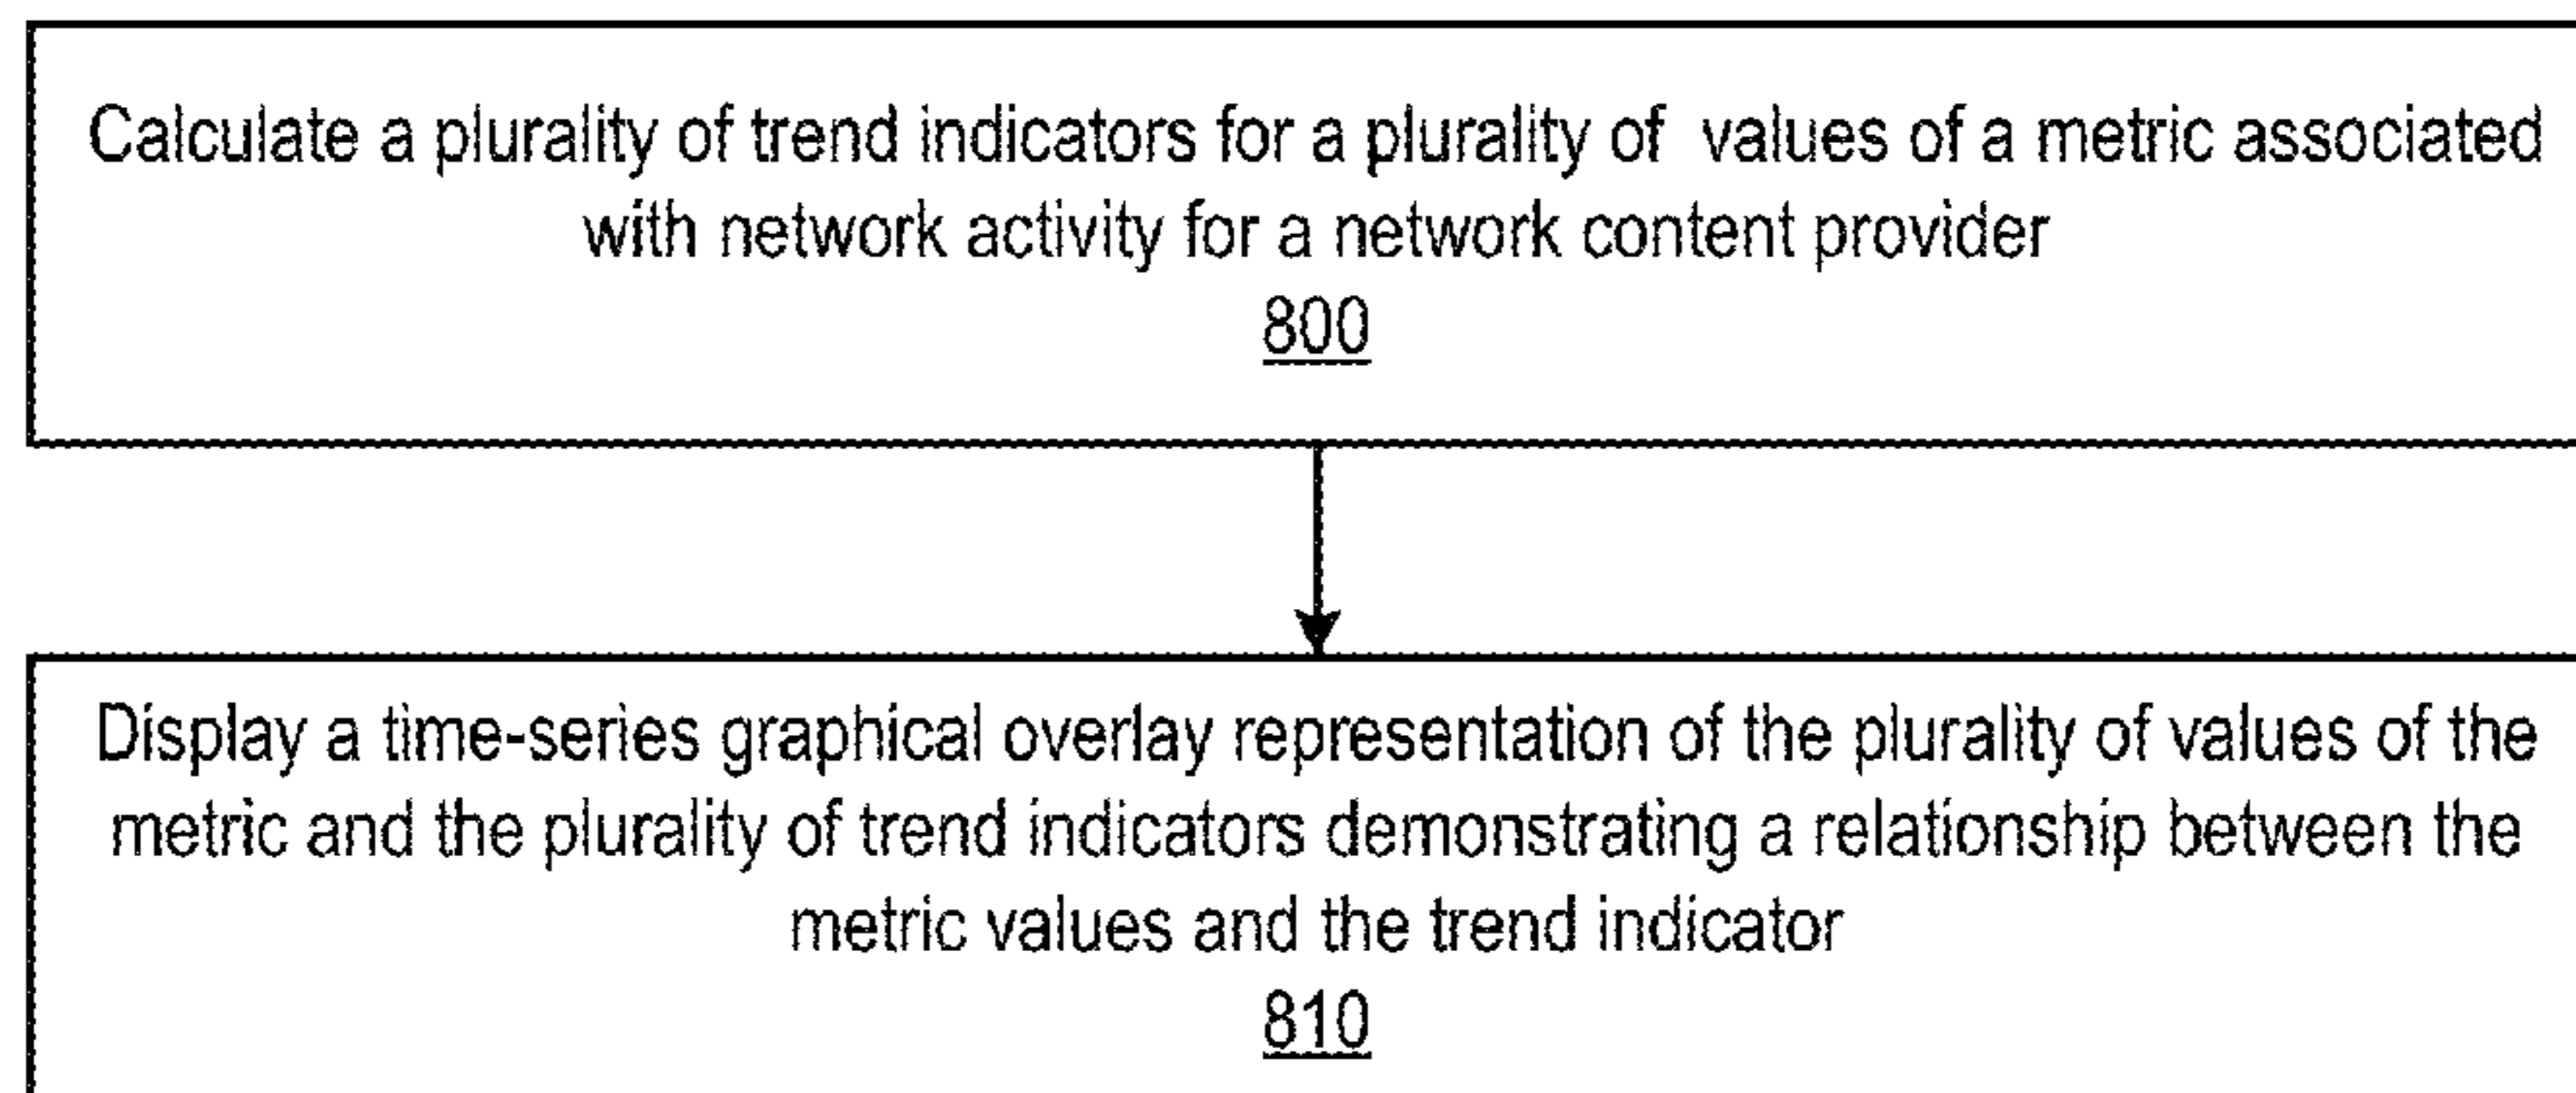 Calculate a plurality of trend indicators for a plurality of values of a metric associated
with network activity for a network content provider
800
Display a time-series graphical overlay representation of the plurality of values of the
metric and the plurality of trend indicators demonstrating a relationship between the
metric values and the trend indicator
810